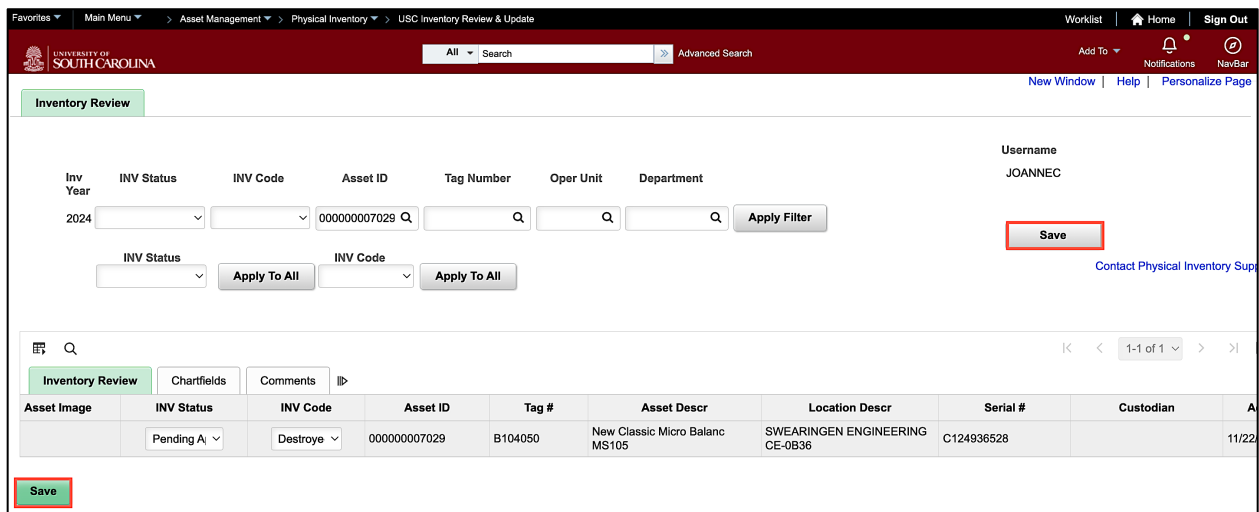 Favorites Main Menu > Asset Management > Physical Inventory > USC Inventory Review & Update Worklist Home Sign Out
UNIVERSITY OF
SOUTH CAROLINA
All Search » Advanced Search Add To Notifications NavBar
New Window | Help | Personalize Page
Inventory Review
Username
JOANNEC
Inv Year INV Status INV Code Asset ID Tag Number Oper Unit Department
2024 000000007029 Apply Filter
Save
INV Status Apply To All INV Code Apply To All
Contact Physical Inventory Supp
1-1 of 1
Inventory Review Chartfields Comments
Asset Image INV Status INV Code Asset ID Tag # Asset Descr Location Descr Serial # Custodian
Pending A Destroye 000000007029 B104050 New Classic Micro Balanc MS105 SWEARINGEN ENGINEERING CE-0B36 C124936528 11/22/
Save